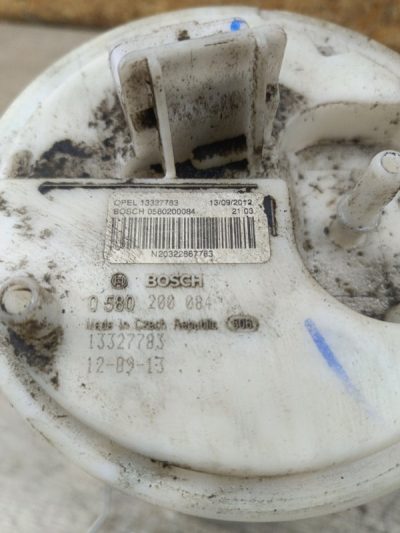 OPEL 13327783 13/09/2012
BOSCH 0580200084 21:03
N20322867783
BOSCH
0 580 200 084
Made in Czech Republic
13327783
12-09-13